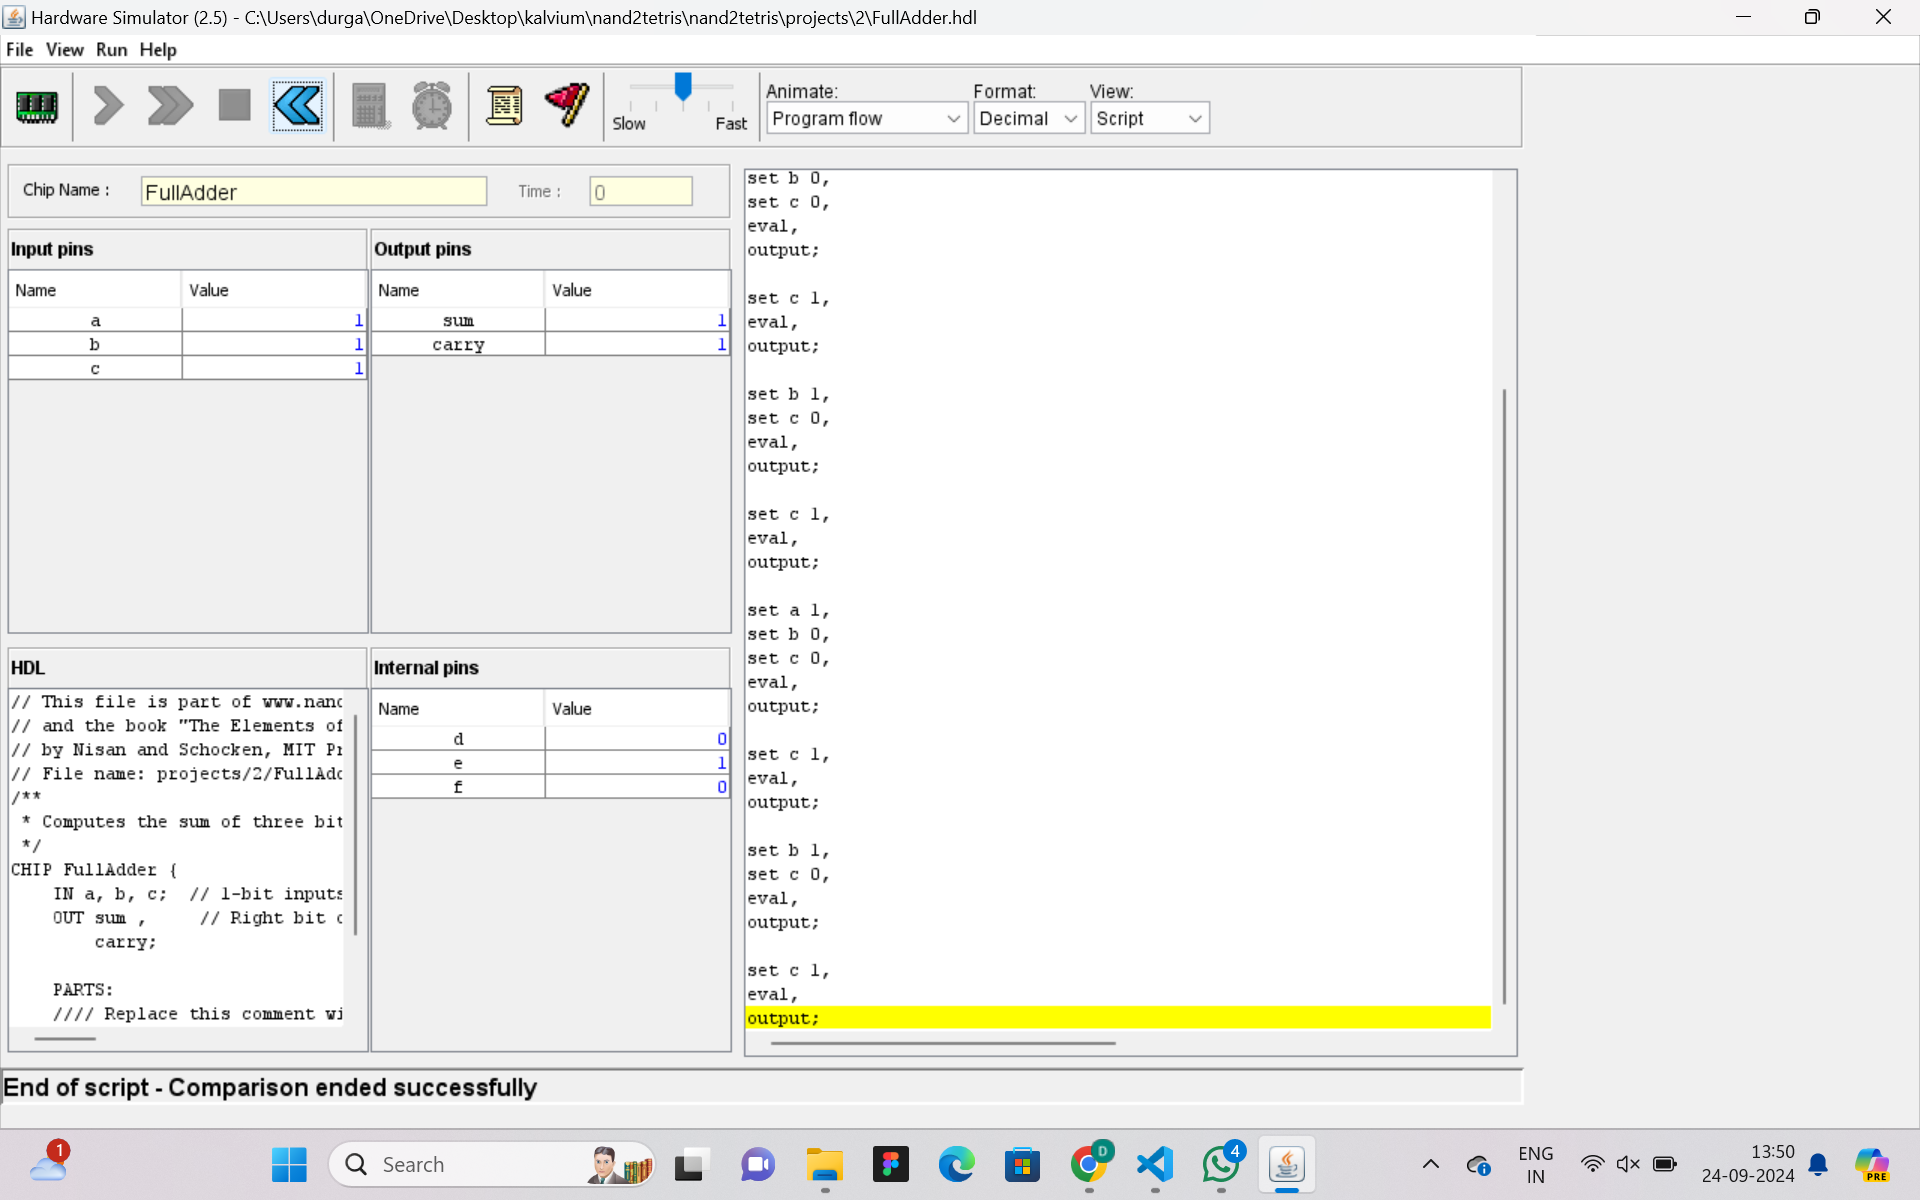 Hardware Simulator (2.5) - C:\Users\durga\OneDrive\Desktop\kalvium\nand2tetris\nand2tetris\projects\2\FullAdder.hdl
File View Run Help
Slow Fast
Animate: Format: View:
Program flow Decimal Script
Chip Name : FullAdder Time : 0
Input pins
Name Value
a 1
b 1
c 1
Output pins
Name Value
sum 1
carry 1
HDL
// This file is part of www.nand
// and the book "The Elements of
// by Nisan and Schocken, MIT Pr
// File name: projects/2/FullAdd
/**
* Computes the sum of three bit
*/
CHIP FullAdder {
IN a, b, c;  // 1-bit inputs
OUT sum ,     // Right bit o
carry;
PARTS:
//// Replace this comment wi
Internal pins
Name Value
d 0
e 1
f 0
set b 0,
set c 0,
eval,
output;
set c 1,
eval,
output;
set b 1,
set c 0,
eval,
output;
set c 1,
eval,
output;
set a 1,
set b 0,
set c 0,
eval,
output;
set c 1,
eval,
output;
set b 1,
set c 0,
eval,
output;
set c 1,
eval,
output;
End of script - Comparison ended successfully
1
Search
D
4
ENG
IN
13:50
24-09-2024
PRE